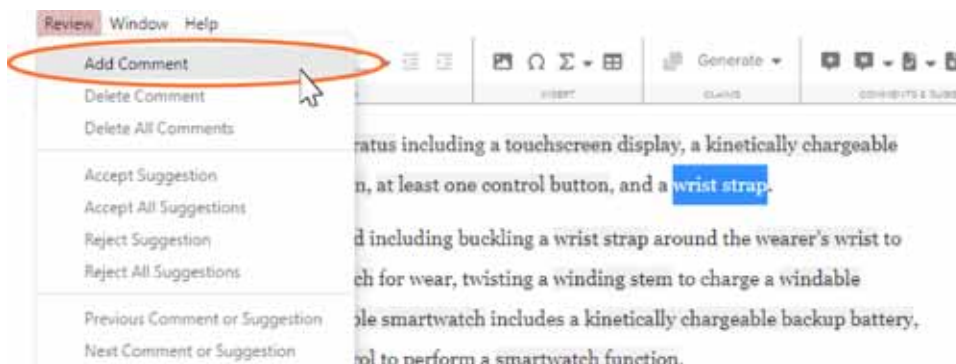 Review Window Help
Add Comment
Delete Comment
Delete All Comments
Accept Suggestion
Accept All Suggestions
Reject Suggestion
Reject All Suggestions
Previous Comment or Suggestion
Next Comment or Suggestion
Ω Σ Generate
INSERT CLAIMS COMMENTS &
ratus including a touchscreen display, a kinetically chargeable
n, at least one control button, and a wrist strap.
d including buckling a wrist strap around the wearer's wrist to
ch for wear, twisting a winding stem to charge a windable
ble smartwatch includes a kinetically chargeable backup battery,
rol to perform a smartwatch function.